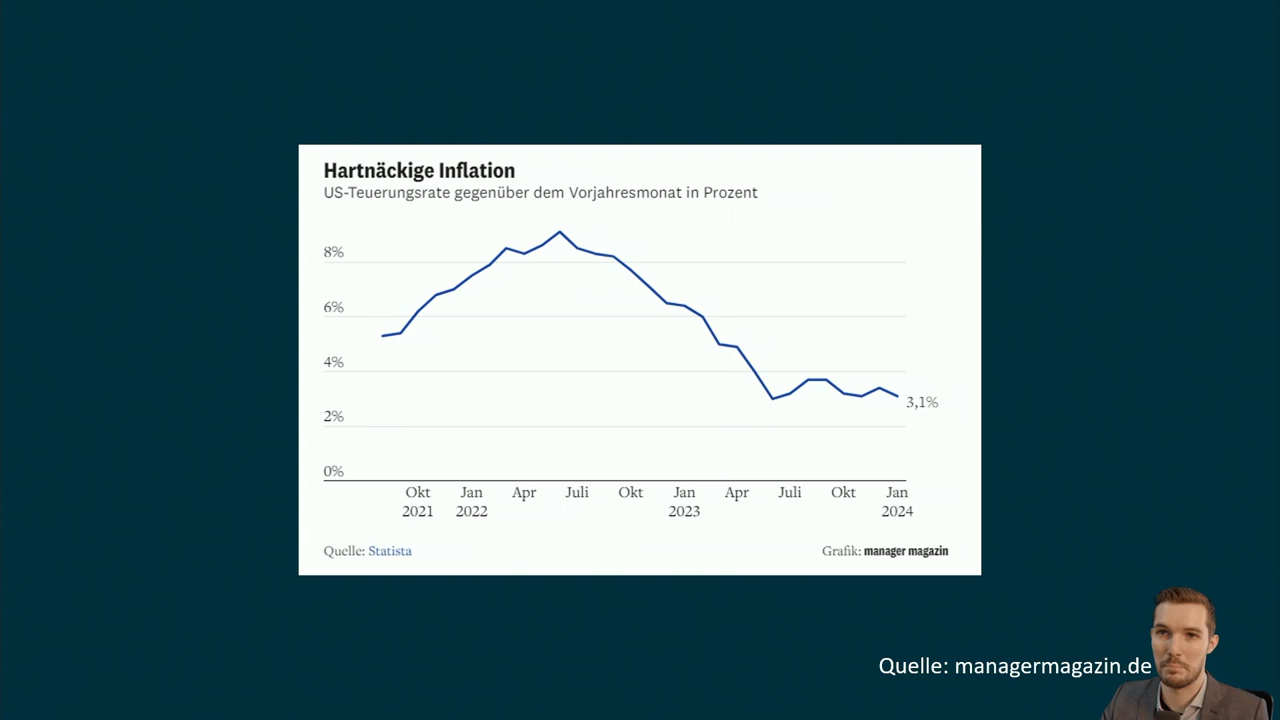 Hartnäckige Inflation
US-Teuerungsrate gegenüber dem Vorjahresmonat in Prozent
8%
6%
4%
3,1%
2%
0%
Okt Jan Apr Juli Okt Jan Apr Juli Okt Jan
2021 2022 2023 2024
Quelle: Statista
Grafik: manager magazin
Quelle: managermagazin.de